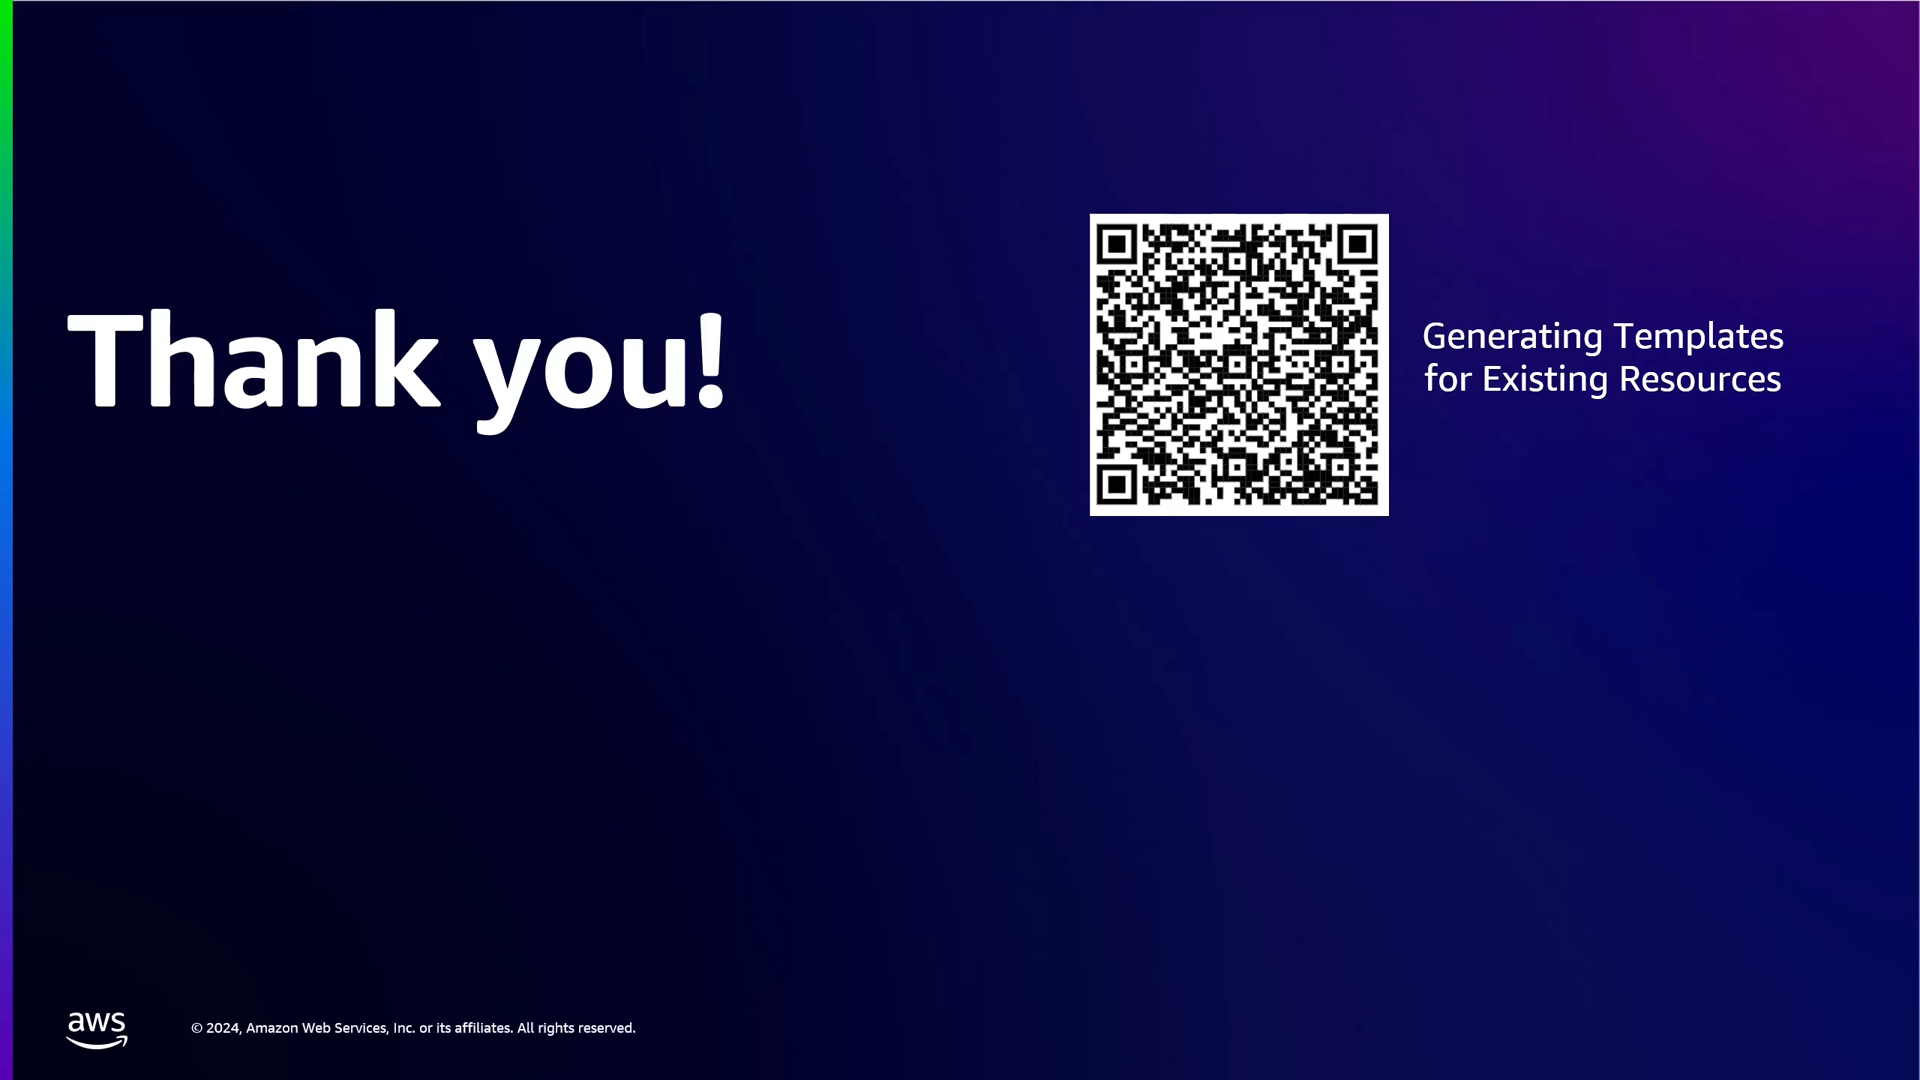 Thank you!
Generating Templates
for Existing Resources
aws
© 2024, Amazon Web Services, Inc. or its affiliates. All rights reserved.